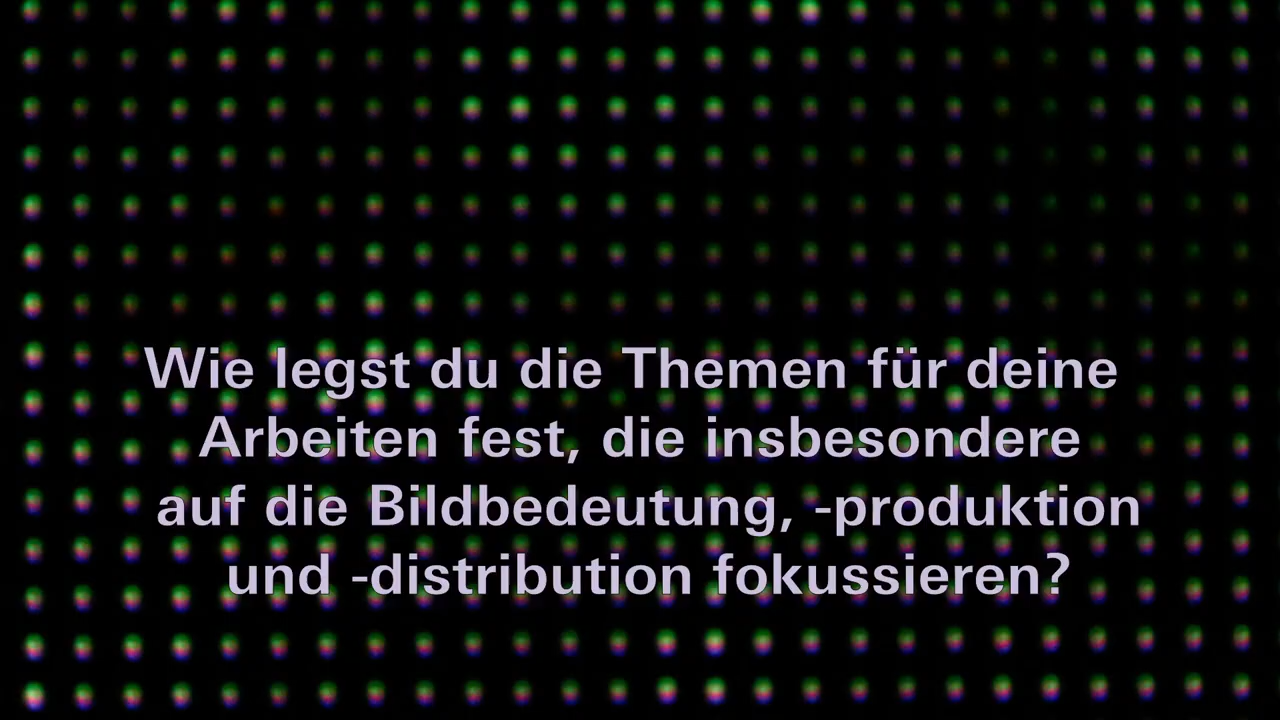 Wie legst du die Themen für deine
Arbeiten fest, die insbesondere
auf die Bildbedeutung, -produktion
und -distribution fokussieren?